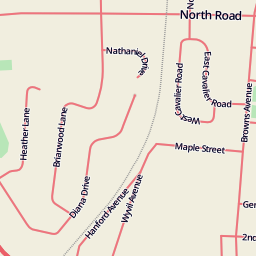 North Road
Nathaniel Drive
East Cavalier Road
West Cavalier Road
Browns Avenue
Heather Lane
Briarwood Lane
Maple Street
Diana Drive
Hanford Avenue
Wyvil Avenue
Ger
2nd